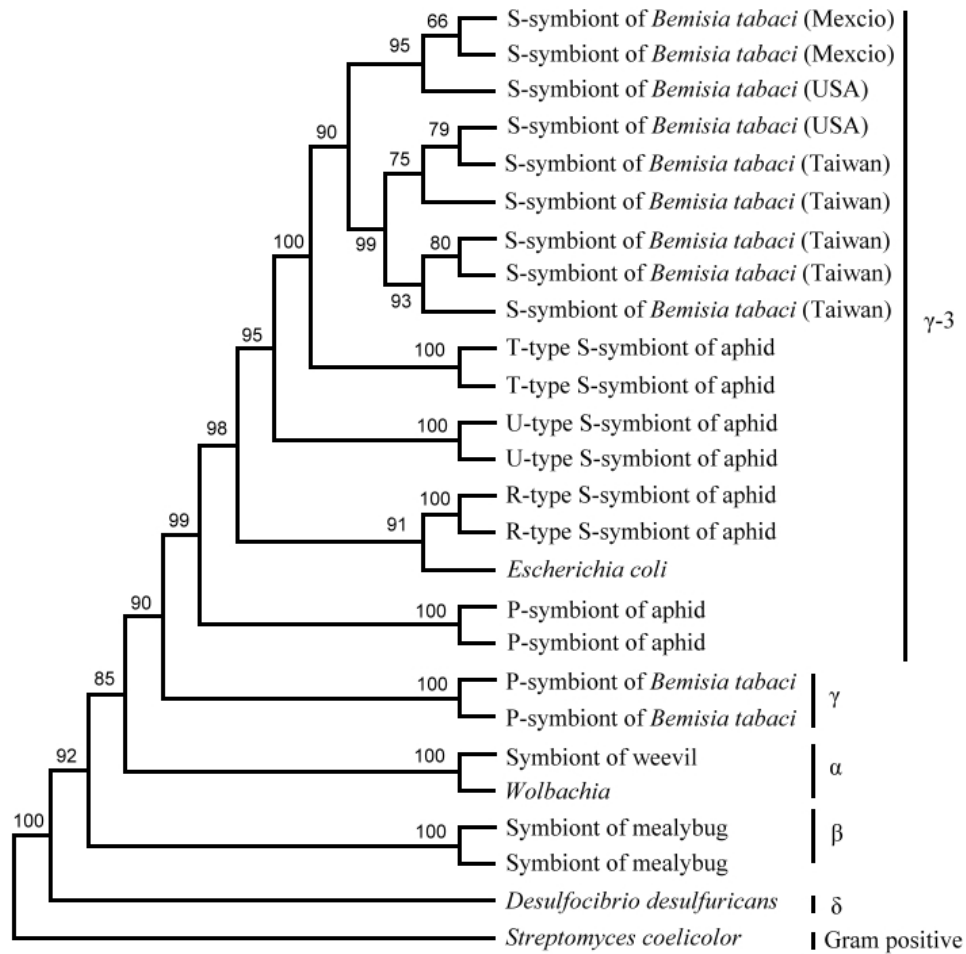 66
S-symbiont of Bemisia tabaci (Mexcio)
95
S-symbiont of Bemisia tabaci (Mexcio)
S-symbiont of Bemisia tabaci (USA)
90
79
S-symbiont of Bemisia tabaci (USA)
75
S-symbiont of Bemisia tabaci (Taiwan)
S-symbiont of Bemisia tabaci (Taiwan)
100
99
80
S-symbiont of Bemisia tabaci (Taiwan)
S-symbiont of Bemisia tabaci (Taiwan)
93
S-symbiont of Bemisia tabaci (Taiwan)
γ-3
95
100
T-type S-symbiont of aphid
T-type S-symbiont of aphid
98
100
U-type S-symbiont of aphid
U-type S-symbiont of aphid
100
R-type S-symbiont of aphid
99
91
R-type S-symbiont of aphid
Escherichia coli
90
100
P-symbiont of aphid
P-symbiont of aphid
85
100
P-symbiont of Bemisia tabaci
γ
P-symbiont of Bemisia tabaci
92
100
Symbiont of weevil
α
Wolbachia
100
100
Symbiont of mealybug
β
Symbiont of mealybug
Desulfocibrio desulfuricans
δ
Streptomyces coelicolor
Gram positive